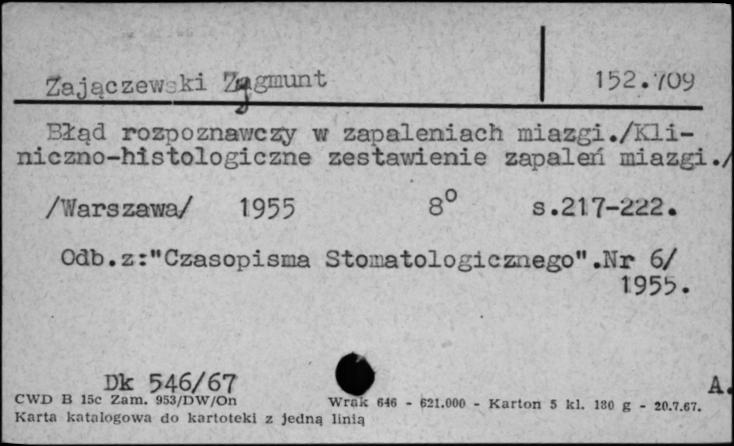 Zajączewski Zygmunt 152.709
Błąd rozpoznawczy w zapaleniach miazgi./Kli-
niczno-histologiczne zestawienie zapaleń miazgi./
/Warszawa/ 1955 8° s.217-222.
Odb.z:"Czasopisma Stomatologicznego".Nr 6/
1955.
Dk 546/67 A.
CWD B 15c Zam. 953/DW/On Wrak 646 - 621.000 - Karton 5 kl. 180 g - 20.7.67.
Karta katalogowa do kartoteki z jedną linią